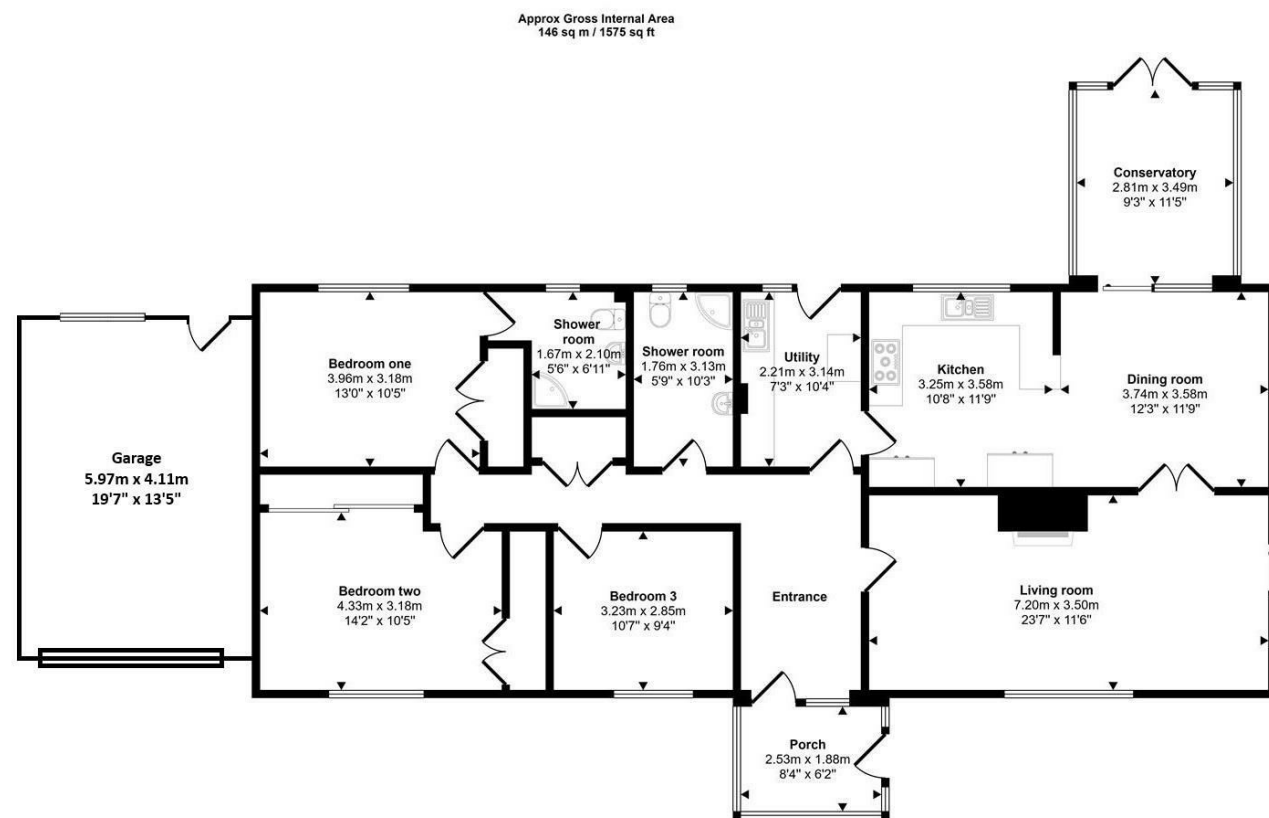 Approx Gross Internal Area
146 sq m / 1575 sq ft
Conservatory
2.81m x 3.49m
9'3" x 11'5"
Bedroom one
3.96m x 3.18m
13'0" x 10'5"
Shower
room
1.67m x 2.10m
5'6" x 6'11"
Shower room
1.76m x 3.13m
5'9" x 10'3"
Utility
2.21m x 3.14m
7'3" x 10'4"
Kitchen
3.25m x 3.58m
10'8" x 11'9"
Dining room
3.74m x 3.58m
12'3" x 11'9"
Garage
5.97m x 4.11m
19'7" x 13'5"
Bedroom two
4.33m x 3.18m
14'2" x 10'5"
Bedroom 3
3.23m x 2.85m
10'7" x 9'4"
Entrance
Living room
7.20m x 3.50m
23'7" x 11'6"
Porch
2.53m x 1.88m
8'4" x 6'2"